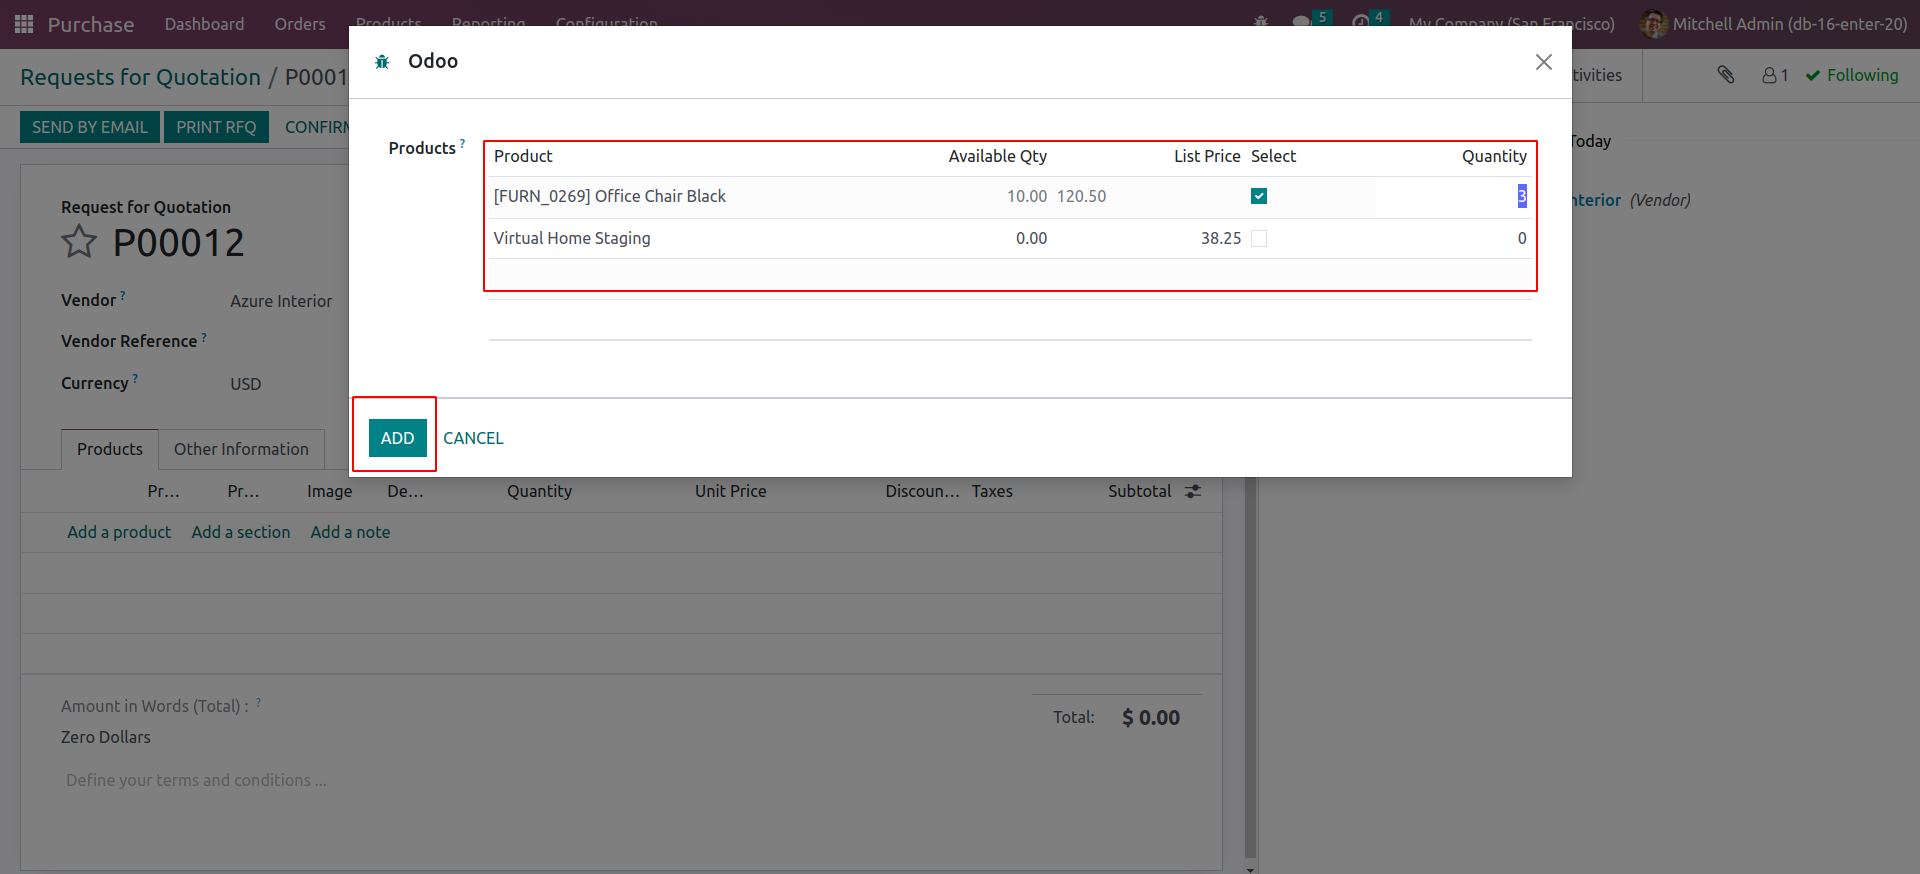 Purchase Dashboard Orders Products Reporting Configuration 5 4 My Company (San Francisco) Mitchell Admin (db-16-enter-20)
Odoo
Requests for Quotation / P0001 tivities 1 Following
SEND BY EMAIL PRINT RFQ CONFIRM
Products ? Product Available Qty List Price Select Quantity
[FURN_0269] Office Chair Black 10.00 120.50 3
Virtual Home Staging 0.00 38.25 0
ADD CANCEL
Today
nterior (Vendor)
Request for Quotation
P00012
Vendor ? Azure Interior
Vendor Reference ?
Currency ? USD
Products Other Information
Pr... Pr... Image De... Quantity Unit Price Discoun... Taxes Subtotal
Add a product Add a section Add a note
Amount in Words (Total) : ?
Zero Dollars
Total: $ 0.00
Define your terms and conditions ...